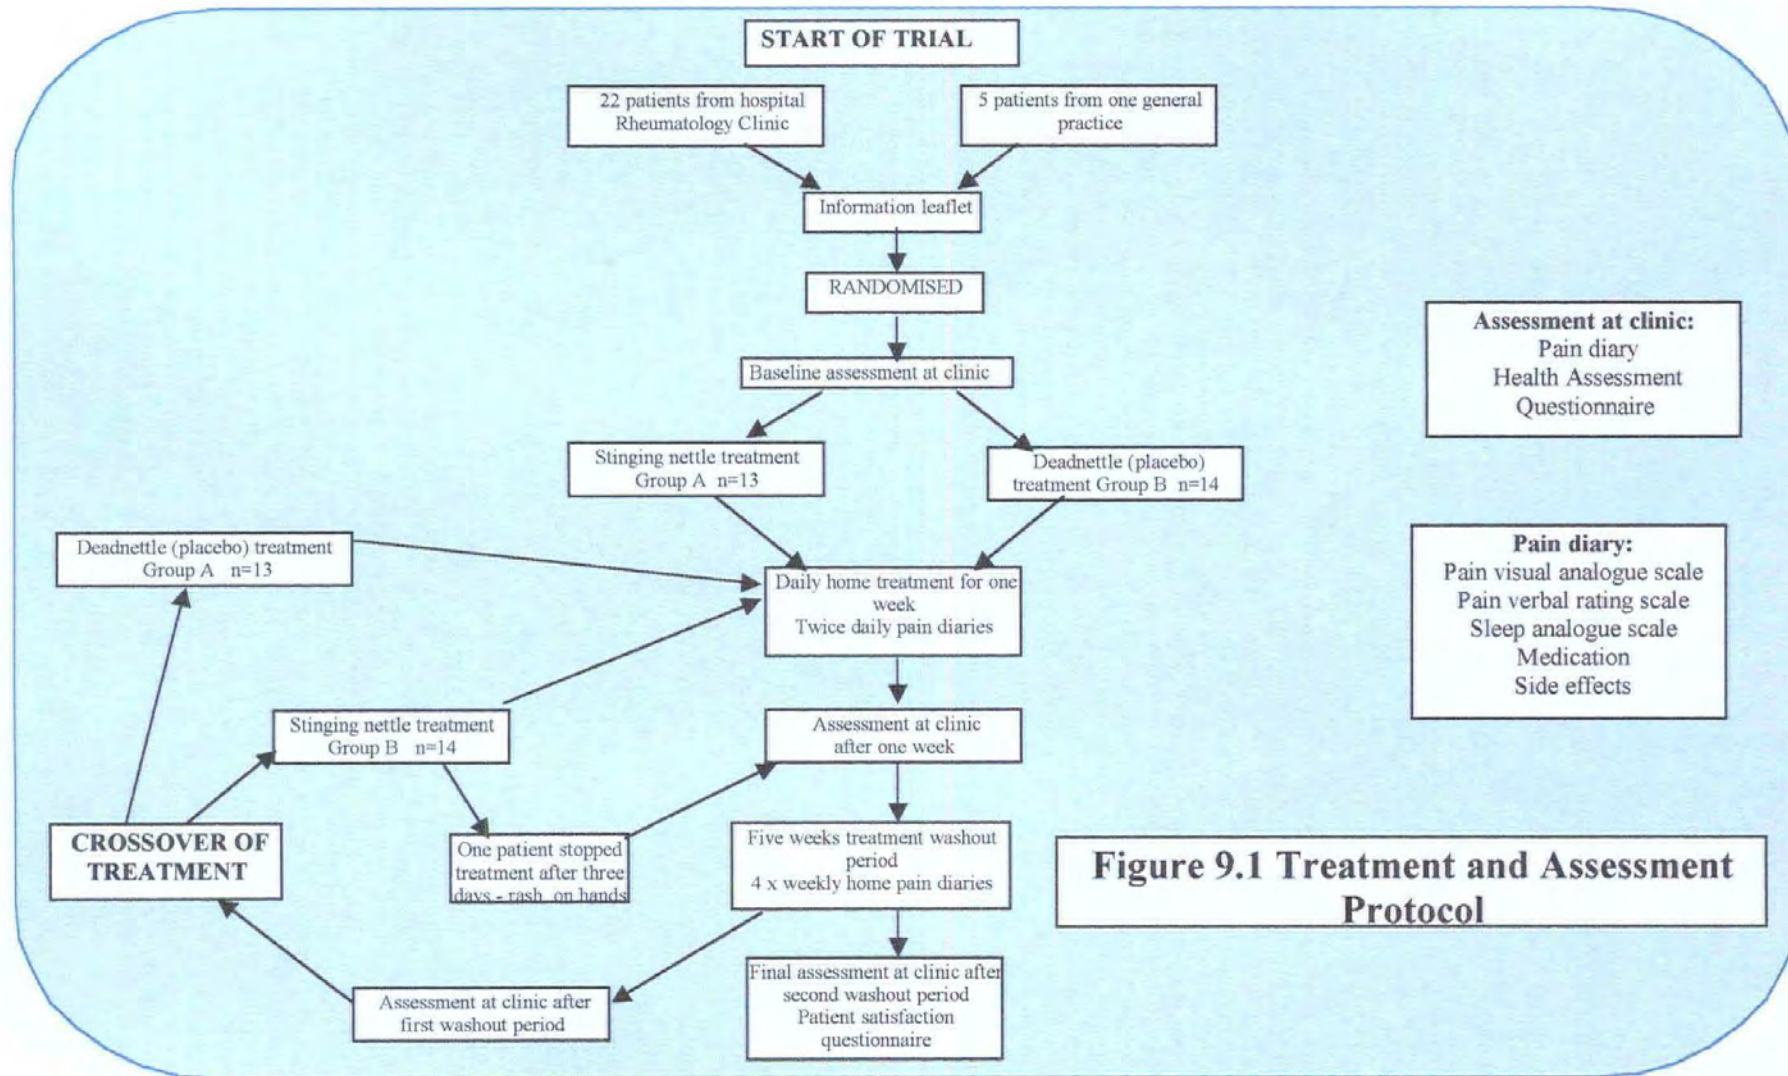 START OF TRIAL
22 patients from hospital
Rheumatology Clinic
5 patients from one general
practice
Information leaflet
RANDOMISED
Baseline assessment at clinic
Stinging nettle treatment
Group A n=13
Deadnettle (placebo)
treatment Group B n=14
Deadnettle (placebo) treatment
Group A n=13
Daily home treatment for one
week
Twice daily pain diaries
Stinging nettle treatment
Group B n=14
Assessment at clinic
after one week
CROSSOVER OF
TREATMENT
One patient stopped
treatment after three
days - rash on hands
Five weeks treatment washout
period
4 x weekly home pain diaries
Assessment at clinic after
first washout period
Final assessment at clinic after
second washout period
Patient satisfaction
questionnaire
Assessment at clinic:
Pain diary
Health Assessment
Questionnaire
Pain diary:
Pain visual analogue scale
Pain verbal rating scale
Sleep analogue scale
Medication
Side effects
Figure 9.1 Treatment and Assessment
Protocol